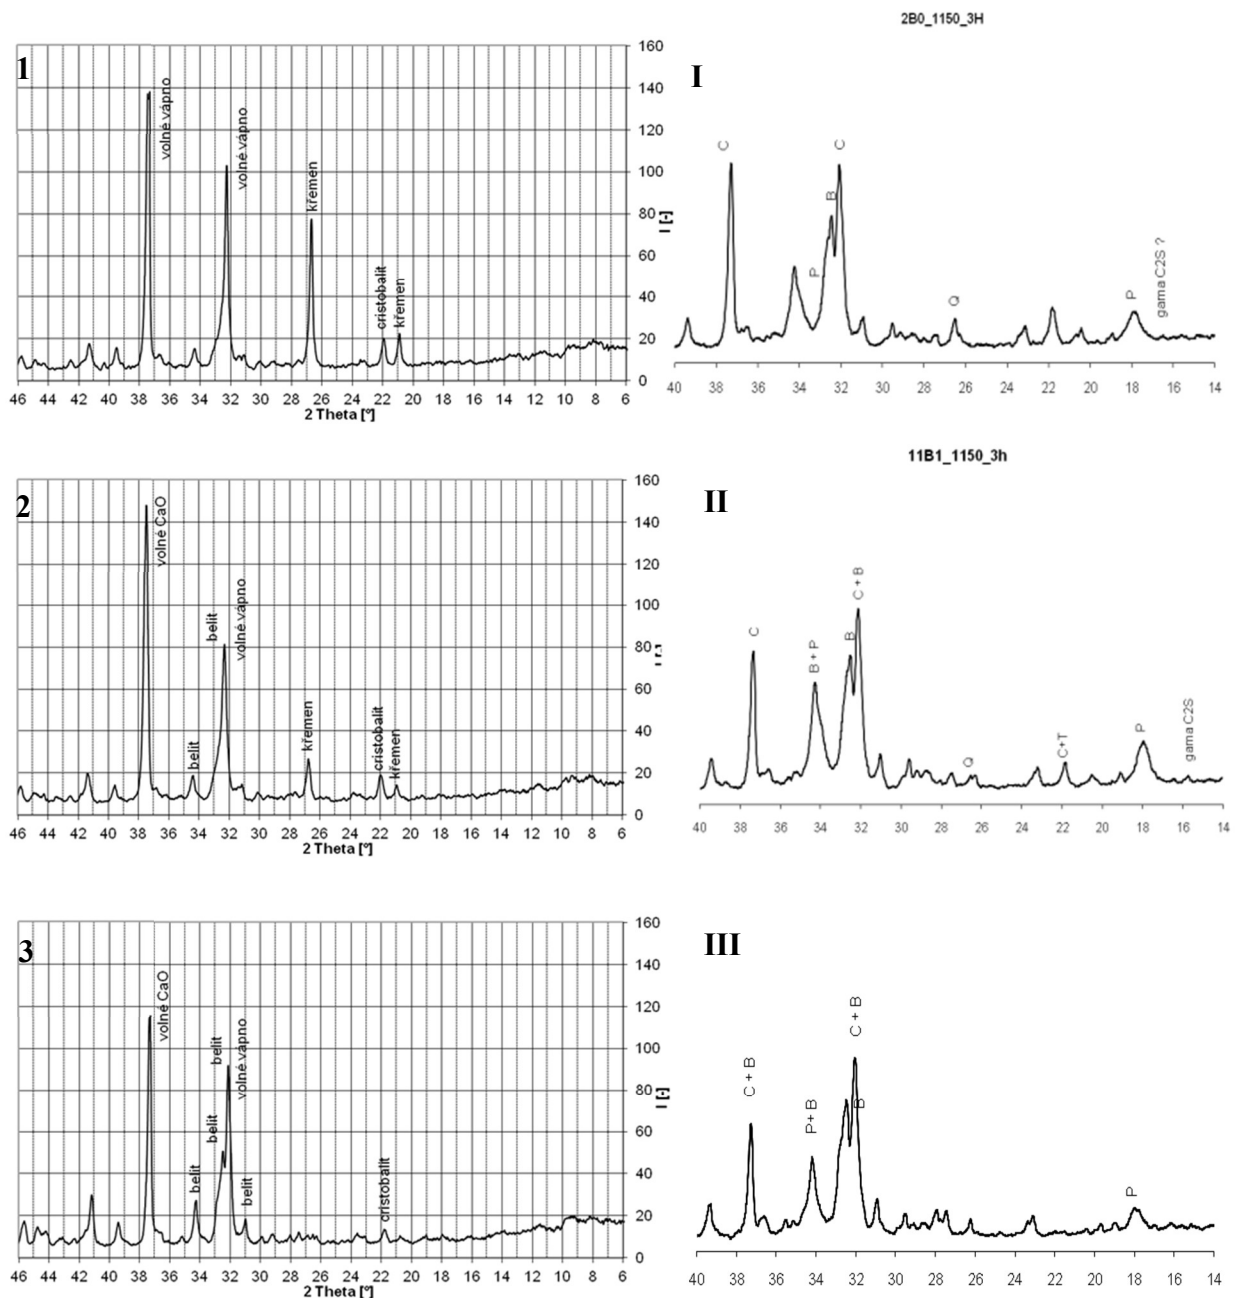 2B0_1150_3H
1
volné vápno
volné vápno
křemen
cristobalit
křemen
160
140
120
100
80
60
40
20
0
I [-]
46 44 42 40 38 36 34 32 30 28 26 24 22 20 18 16 14 12 10 8 6
2 Theta [°]
I
C
P
B
C
Q
P
gama C2S ?
40 38 36 34 32 30 28 26 24 22 20 18 16 14
2
volné CaO
belit
belit
volné vápno
křemen
cristobalit
křemen
160
140
120
100
80
60
40
20
0
46 44 42 40 38 36 34 32 30 28 26 24 22 20 18 16 14 12 10 8 6
2 Theta [°]
11B1_1150_3h
II
C
B + P
B
C + B
Q
C+T
P
gama C2S
40 38 36 34 32 30 28 26 24 22 20 18 16 14
3
volné CaO
belit
belit
belit
volné vápno
belit
cristobalit
160
140
120
100
80
60
40
20
0
I [-]
46 44 42 40 38 36 34 32 30 28 26 24 22 20 18 16 14 12 10 8 6
2 Theta [°]
III
C + B
P+ B
C + B
B
P
40 38 36 34 32 30 28 26 24 22 20 18 16 14